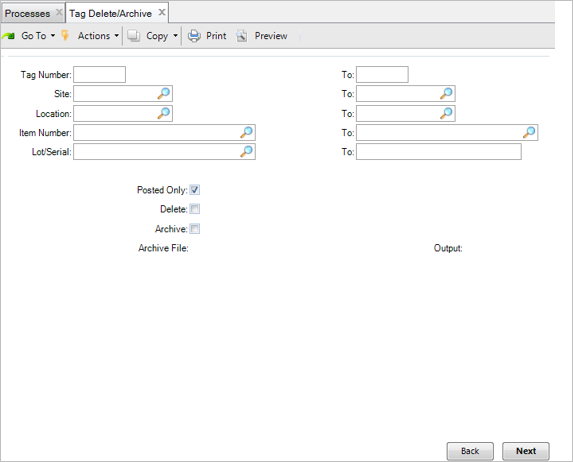 Processes Tag Delete/Archive
Go To Actions Copy Print Preview
Tag Number: To:
Site: To:
Location: To:
Item Number: To:
Lot/Serial: To:
Posted Only:
Delete:
Archive:
Archive File: Output:
Back Next